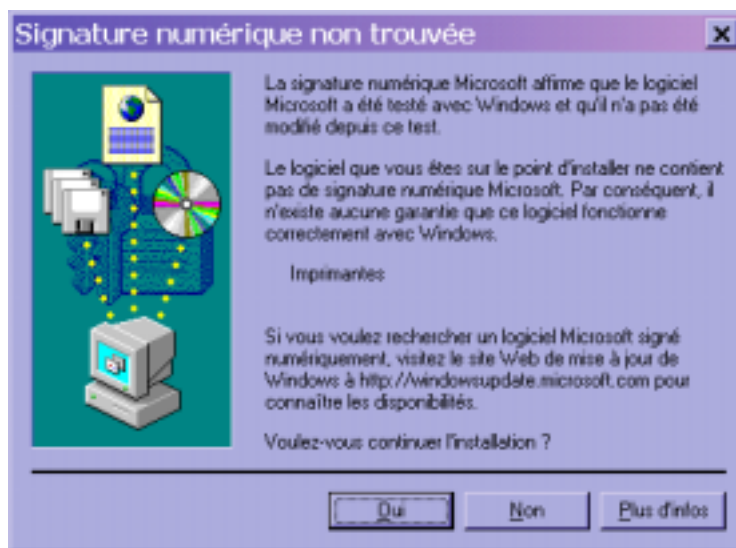 Signature numérique non trouvée
La signature numérique Microsoft affirme que le logiciel
Microsoft a été testé avec Windows et qu'il n'a pas été
modifié depuis ce test.
Le logiciel que vous êtes sur le point d'installer ne contient
pas de signature numérique Microsoft. Par conséquent, il
n'existe aucune garantie que ce logiciel fonctionne
correctement avec Windows.
Imprimantes
Si vous voulez rechercher un logiciel Microsoft signé
numériquement, visitez le site Web de mise à jour de
Windows à http://windowsupdate.microsoft.com pour
connaître les disponibilités.
Voulez-vous continuer l'installation ?
Oui Non Plus d'infos